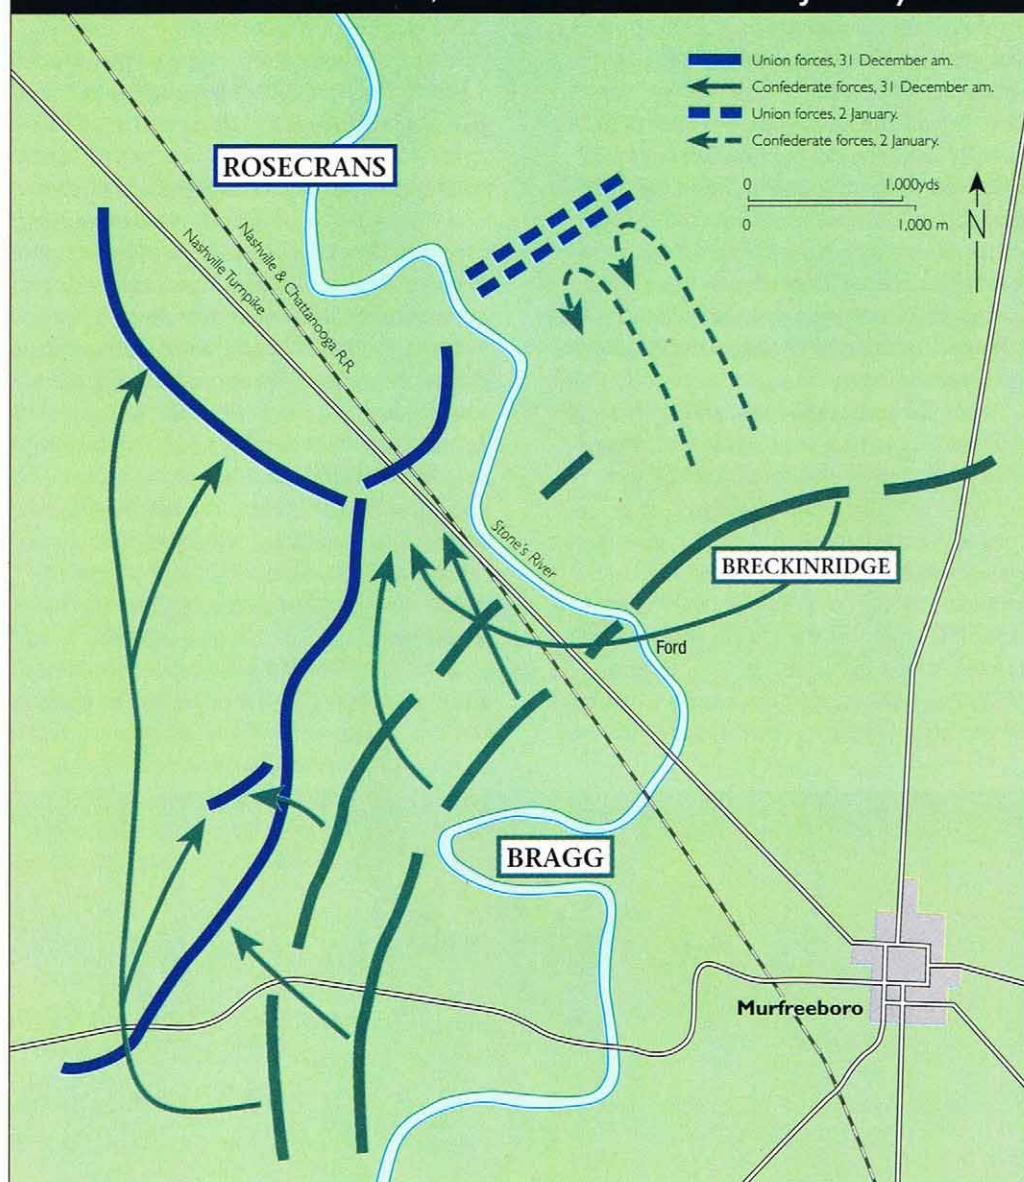 Union forces, 31 December am.
Confederate forces, 31 December am.
Union forces, 2 January.
Confederate forces, 2 January.
0 1,000yds
0 1,000 m
N
ROSECRANS
Nashville & Chattanooga R.R.
Nashville Turnpike
Stone's River
BRECKINRIDGE
Ford
BRAGG
Murfreeboro